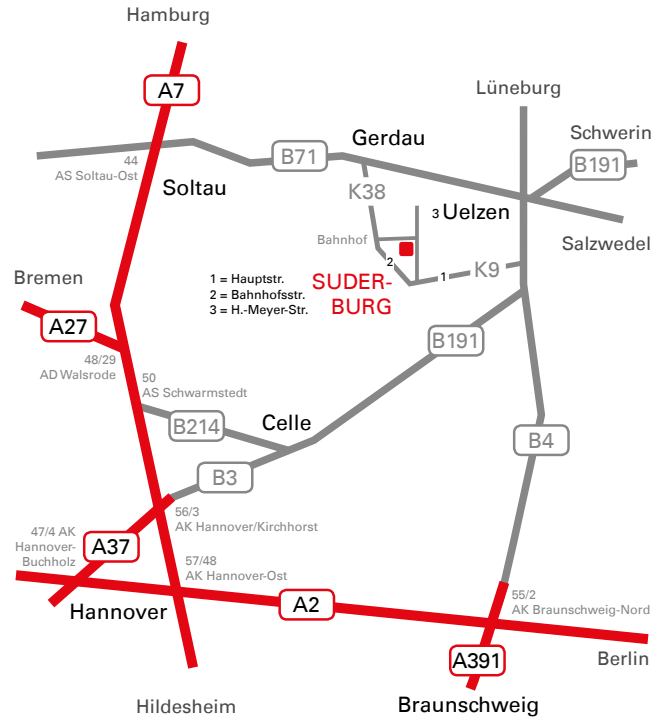 Hamburg
A7
Lüneburg
Gerdau
Schwerin
B71
B191
44
AS Soltau-Ost
Soltau
K38
3 Uelzen
Bahnhof
Salzwedel
2
1
K9
Bremen
1 = Hauptstr.
2 = Bahnhofsstr.
3 = H.-Meyer-Str.
SUDER-
BURG
A27
B191
48/29
AD Walsrode
50
AS Schwarmstedt
Celle
B214
B4
B3
56/3
AK Hannover/Kirchhorst
47/4 AK
Hannover-
Buchholz
A37
57/48
AK Hannover-Ost
55/2
AK Braunschweig-Nord
Hannover
A2
A391
Berlin
Hildesheim
Braunschweig